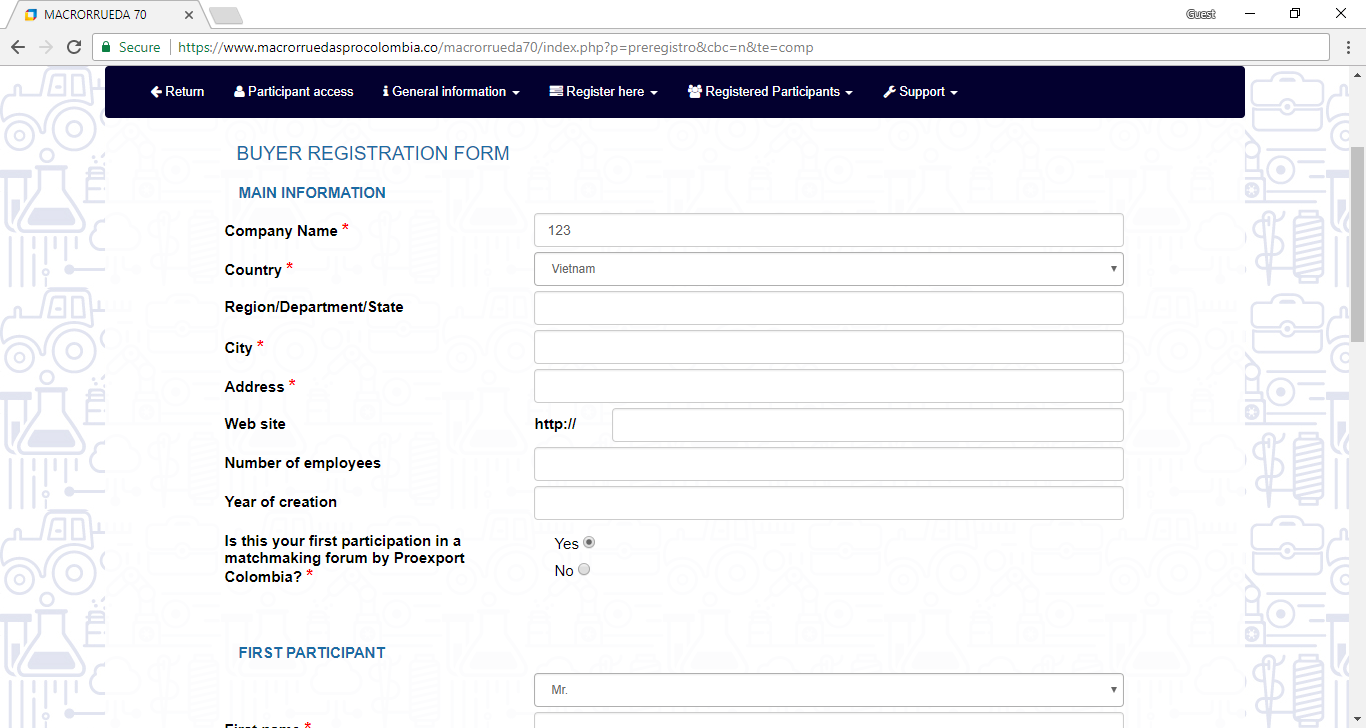 MACRORRUEDA 70
Guest
Secure https://www.macrorruedasprocolombia.co/macrorrueda70/index.php?p=preregistro&cbc=n&te=comp
Return Participant access General information Register here Registered Participants Support
BUYER REGISTRATION FORM
MAIN INFORMATION
Company Name * 123
Country * Vietnam
Region/Department/State
City *
Address *
Web site http://
Number of employees
Year of creation
Is this your first participation in a
matchmaking forum by Proexport
Colombia? *
Yes
No
FIRST PARTICIPANT
Mr.
First name *